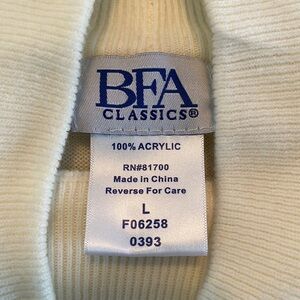 BFA
CLASSICS®
100% ACRYLIC
RN#81700
Made in China
Reverse For Care
L
F06258
0393